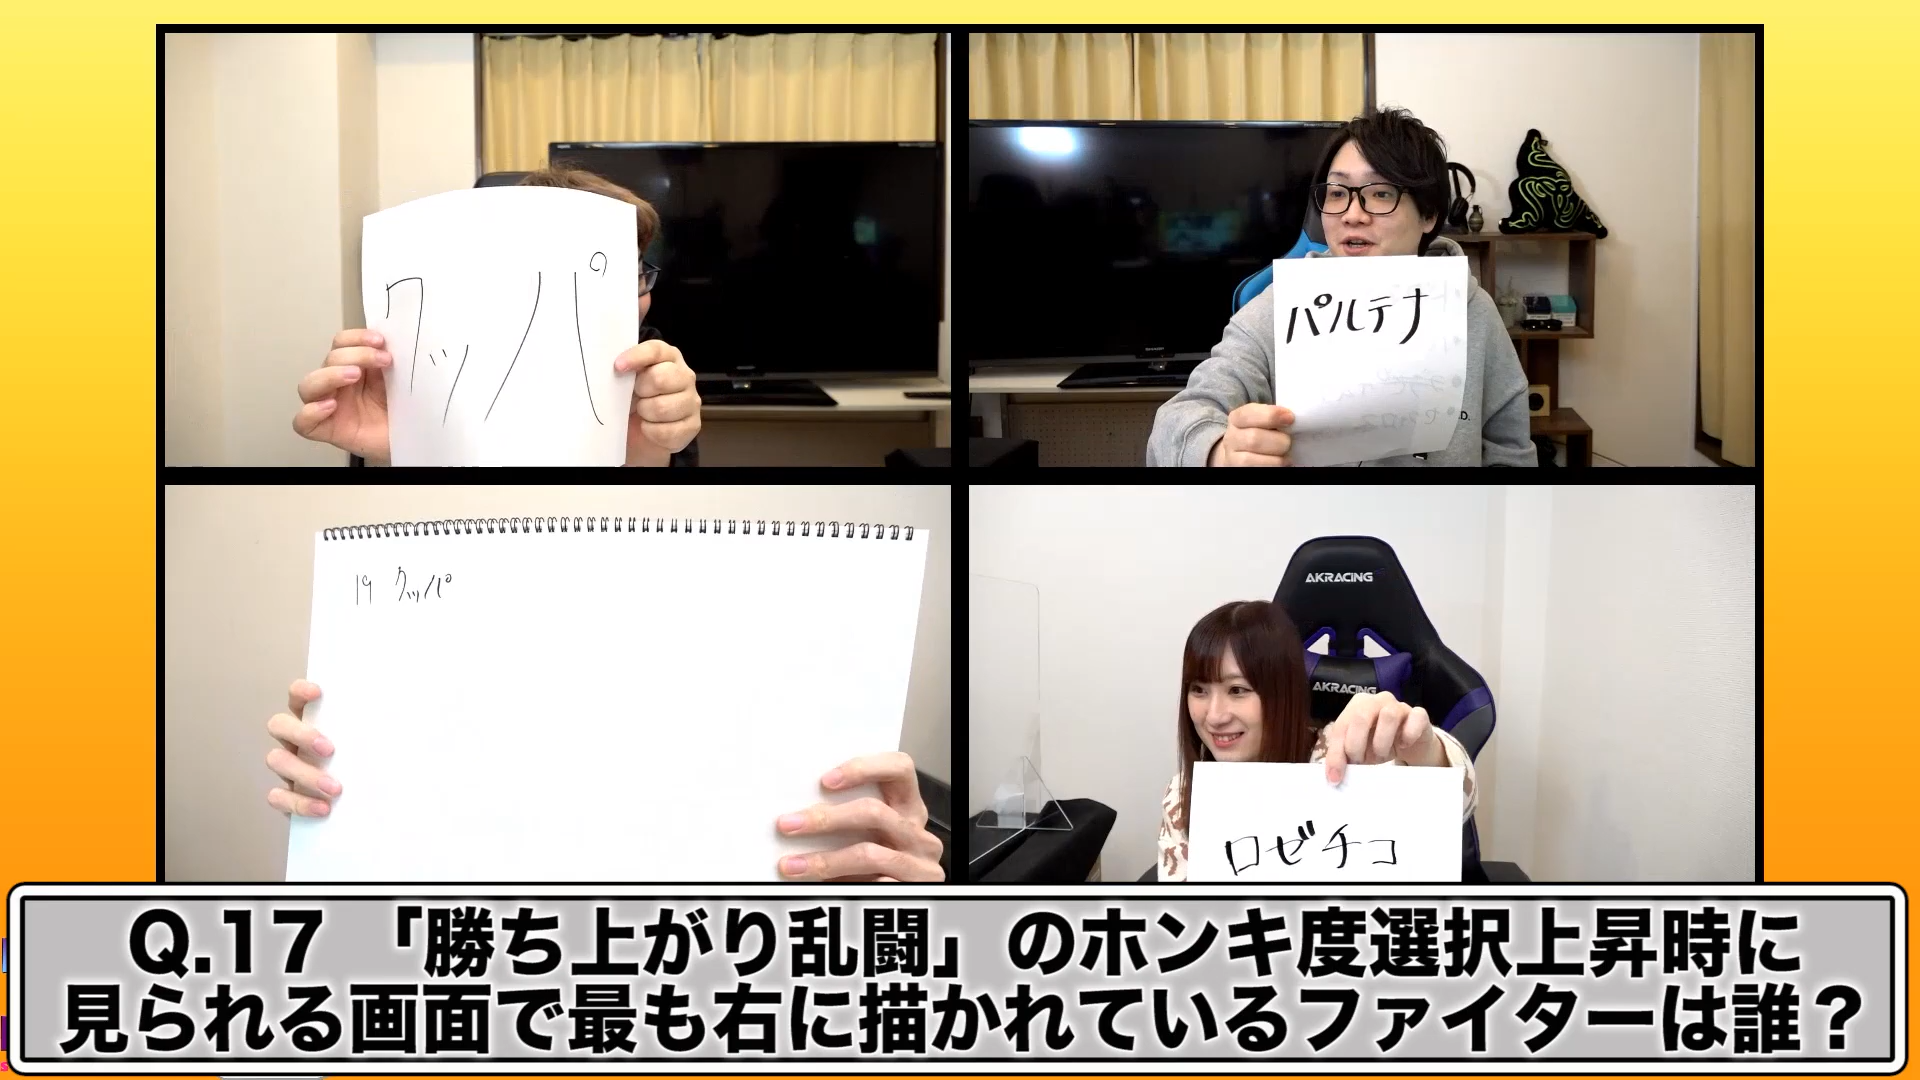 クッパ
パルテナ
19 クッパ
AKRACING
AKRACING
ロゼチコ
Q.17 「勝ち上がり乱闘」のホンキ度選択上昇時に
見られる画面で最も右に描かれているファイターは誰？